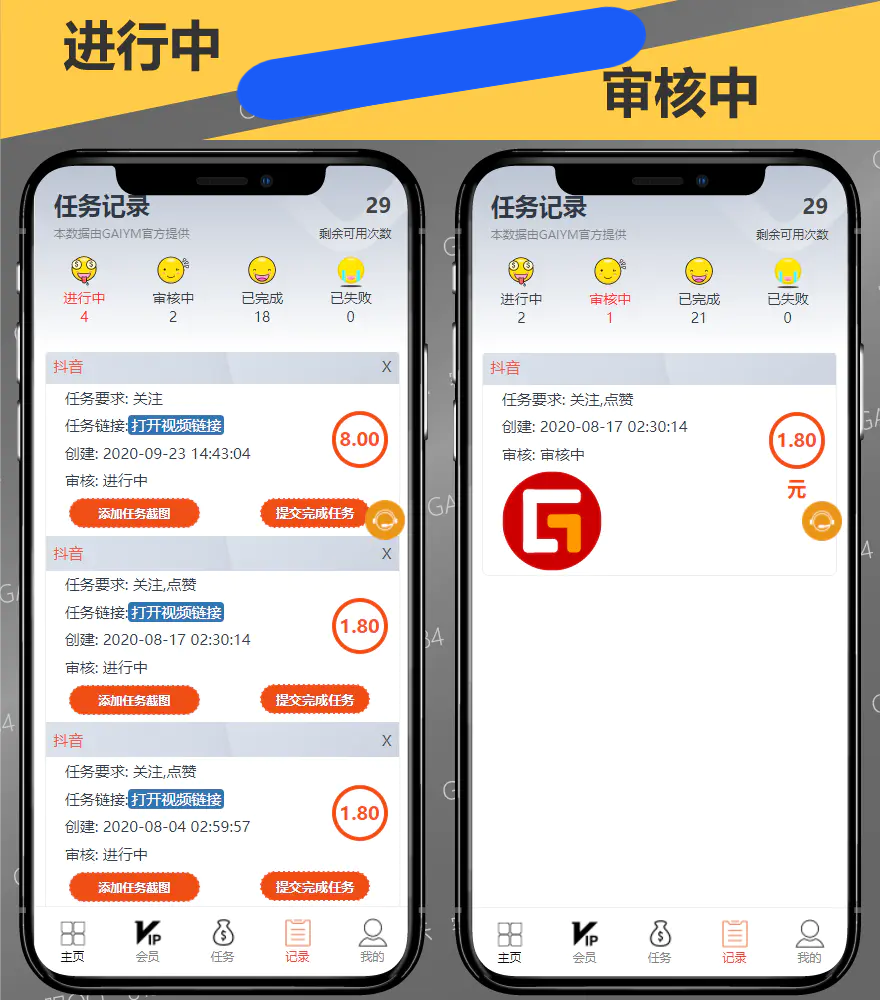 进行中
审核中
任务记录
29
本数据由GAIYM官方提供
剩余可用次数
进行中
审核中
已完成
已失败
4
2
18
0
抖音
X
任务要求: 关注
任务链接:打开视频链接
8.00
创建: 2020-09-23 14:43:04
审核: 进行中
添加任务截图
提交完成任务
抖音
X
任务要求: 关注,点赞
任务链接:打开视频链接
1.80
创建: 2020-08-17 02:30:14
审核: 进行中
添加任务截图
提交完成任务
抖音
X
任务要求: 关注,点赞
任务链接:打开视频链接
1.80
创建: 2020-08-04 02:59:57
审核: 进行中
添加任务截图
提交完成任务
主页
VIP
会员
任务
记录
我的
任务记录
29
本数据由GAIYM官方提供
剩余可用次数
进行中
审核中
已完成
已失败
2
1
21
0
抖音
任务要求: 关注,点赞
创建: 2020-08-17 02:30:14
1.80
审核: 审核中
元
主页
VIP
会员
任务
记录
我的